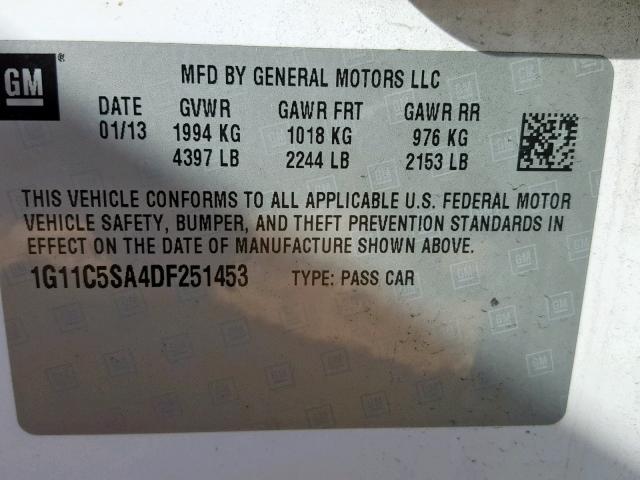 GM ®
MFD BY GENERAL MOTORS LLC
DATE GVWR GAWR FRT GAWR RR
01/13 1994 KG 1018 KG 976 KG
4397 LB 2244 LB 2153 LB
THIS VEHICLE CONFORMS TO ALL APPLICABLE U.S. FEDERAL MOTOR
VEHICLE SAFETY, BUMPER, AND THEFT PREVENTION STANDARDS IN
EFFECT ON THE DATE OF MANUFACTURE SHOWN ABOVE.
1G11C5SA4DF251453 TYPE: PASS CAR